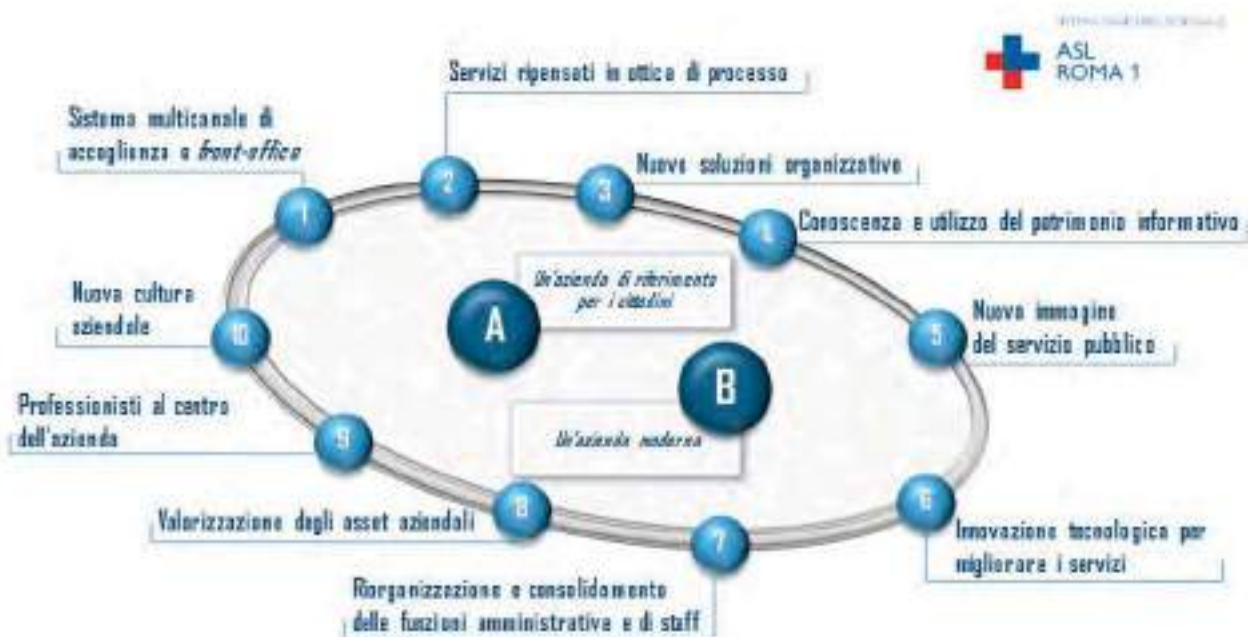 ASL
ROMA 1
Servizi ripensati in ottica di processo
Sistema multicanale di
accoglienza e front-office
2
3
Nuove soluzioni organizzative
1
4
Conoscenza e utilizzo del patrimonio informativo
Un'azienda di riferimento
per i cittadini
A
Nuova cultura
aziendale
10
5
Nuova immagine
del servizio pubblico
B
Professionisti al centro
dell'azienda
9
Un'azienda moderna
8
Valorizzazione degli asset aziendali
6
7
Innovazione tecnologica per
migliorare i servizi
Riorganizzazione e consolidamento
delle funzioni amministrative e di staff